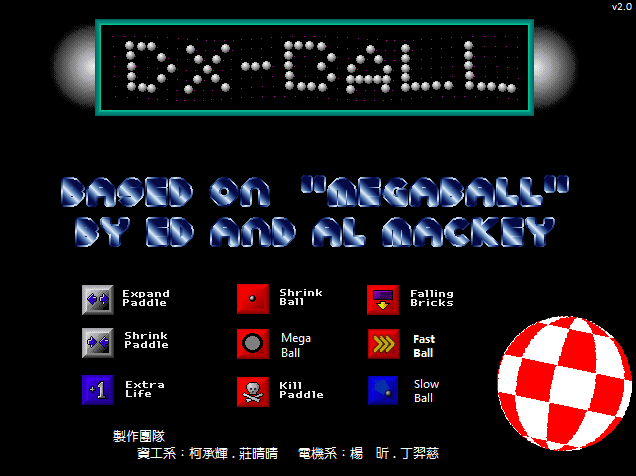 v2.0
DX-BALL
BASED ON "MEGABALL"
BY ED AND AL MACKEY
Expand Paddle
Shrink Ball
Falling Bricks
Shrink Paddle
Mega Ball
Fast Ball
+1
Extra Life
Kill Paddle
Slow Ball
製作團隊
資工系：柯承輝 . 莊晴晴 電機系：楊 昕 . 丁羿慈